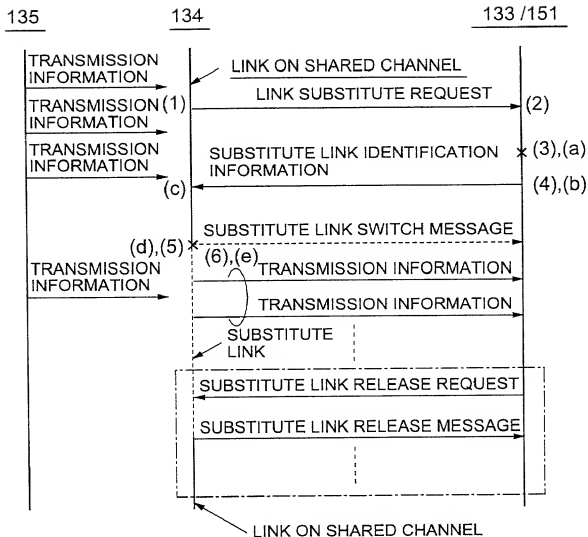 135
134
133/151
TRANSMISSION
INFORMATION
LINK ON SHARED CHANNEL
(1)
LINK SUBSTITUTE REQUEST
(2)
TRANSMISSION
INFORMATION
TRANSMISSION
INFORMATION
SUBSTITUTE LINK IDENTIFICATION
INFORMATION
(3),(a)
(c)
(4),(b)
SUBSTITUTE LINK SWITCH MESSAGE
(d),(5)
(6),(e)
TRANSMISSION
INFORMATION
TRANSMISSION INFORMATION
TRANSMISSION INFORMATION
SUBSTITUTE
LINK
SUBSTITUTE LINK RELEASE REQUEST
SUBSTITUTE LINK RELEASE MESSAGE
LINK ON SHARED CHANNEL